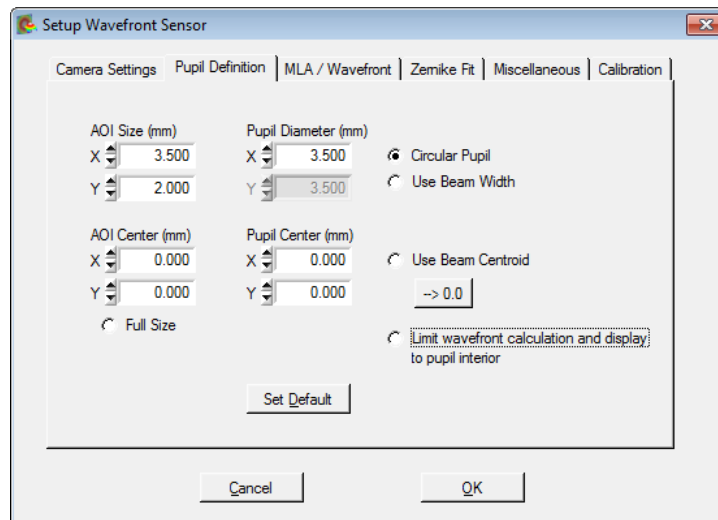 Setup Wavefront Sensor
Camera Settings Pupil Definition MLA / Wavefront Zernike Fit Miscellaneous Calibration
AOI Size (mm) Pupil Diameter (mm)
X 3.500 X 3.500 Circular Pupil
Y 2.000 Y 3.500 Use Beam Width
AOI Center (mm) Pupil Center (mm)
X 0.000 X 0.000 Use Beam Centroid
Y 0.000 Y 0.000 --> 0.0
Full Size
Limit wavefront calculation and display
to pupil interior
Set Default
Cancel OK